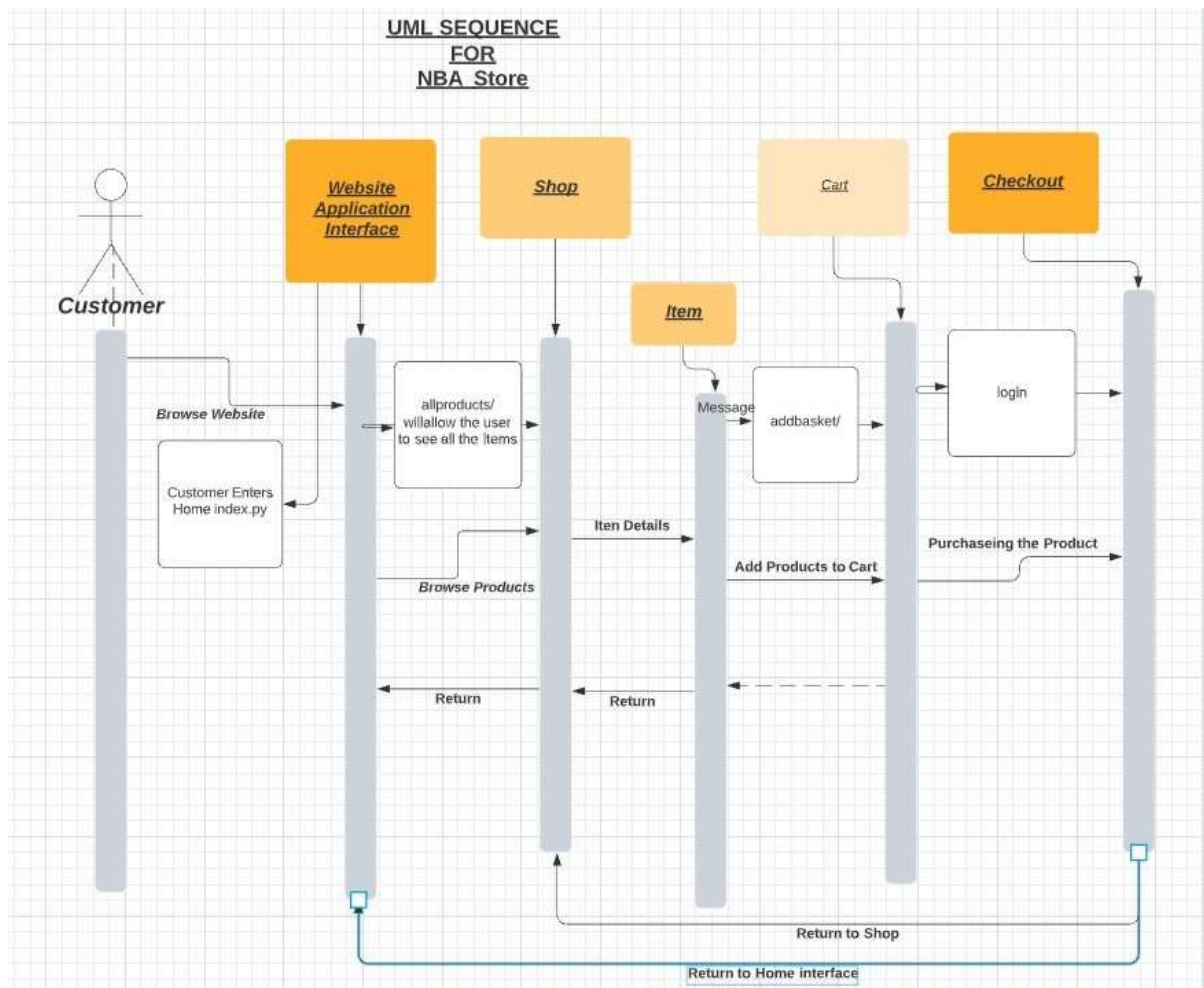 UML SEQUENCE
FOR
NBA Store
Website
Application
Interface
Shop
Cart
Checkout
Item
Customer
Browse Website
allproducts/
willallow the user
to see all the Items
Message
addbasket/
login
Customer Enters
Home index.py
Iten Details
Purchaseing the Product
Add Products to Cart
Browse Products
Return
Return
Return to Shop
Return to Home interface